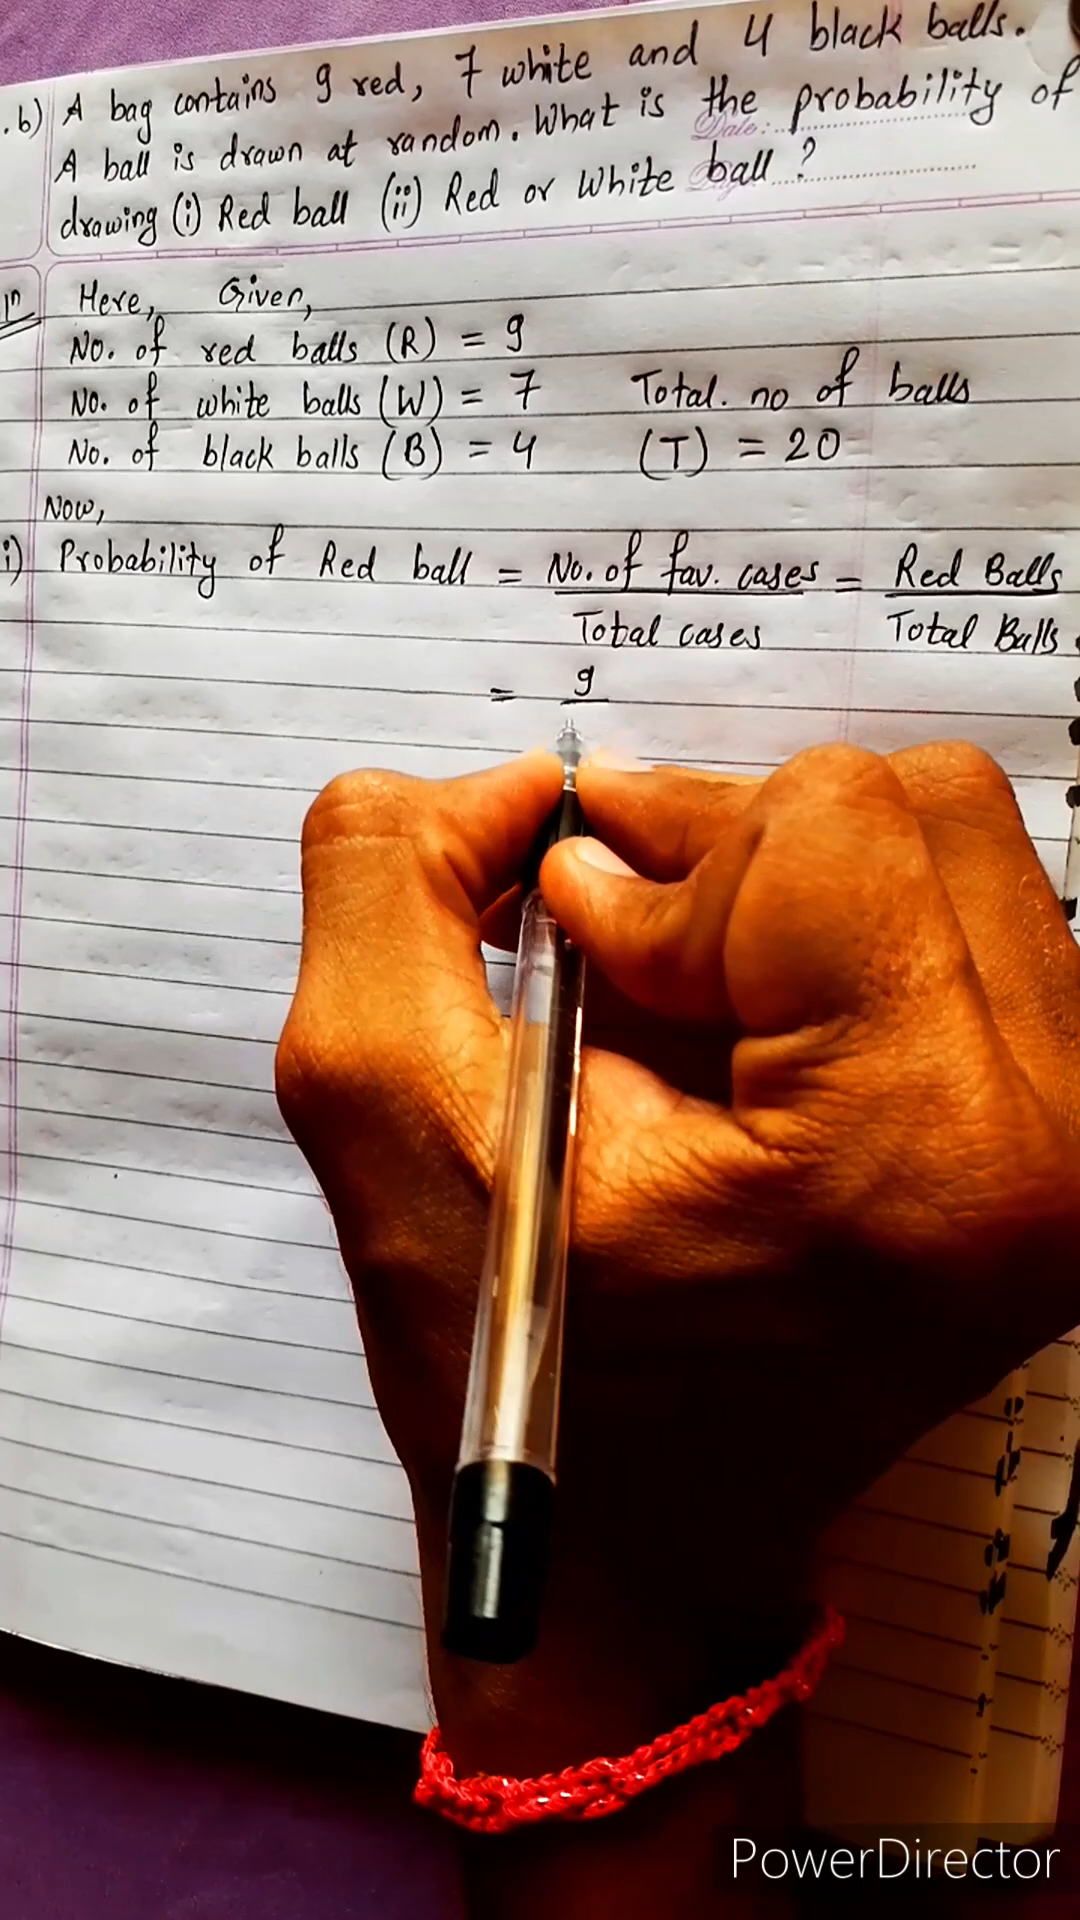 .b) A bag contains 9 red, 7 white and 4 black balls.
A ball is drawn at random. What is the probability of
Date:
drawing (i) Red ball (ii) Red or White ball ?
Here, Given,
No. of red balls (R) = 9
No. of white balls (W) = 7 Total. no of balls
No. of black balls (B) = 4 (T) = 20
Now,
i) Probability of Red ball = No. of fav. cases = Red Balls
Total cases Total Balls
= 9
PowerDirector